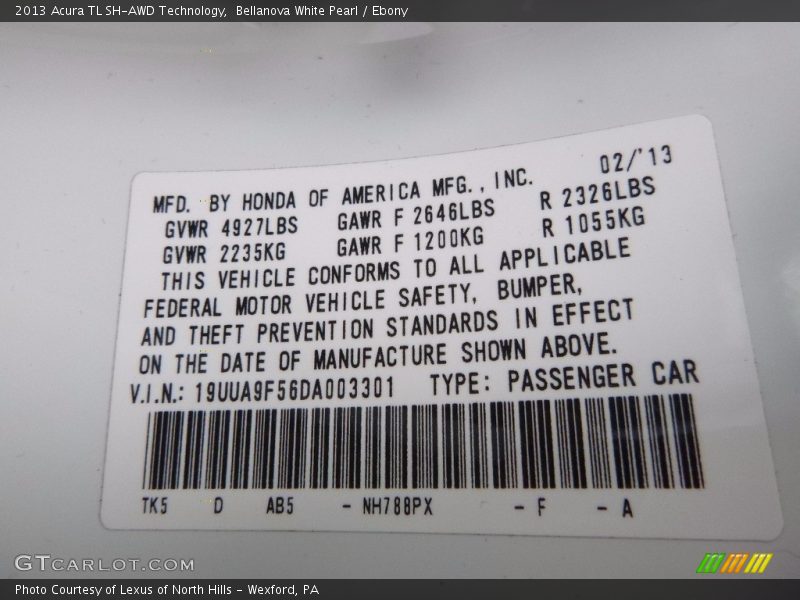 2013 Acura TL SH-AWD Technology,  Bellanova White Pearl / Ebony
MFD. BY HONDA OF AMERICA MFG.,INC. 02/'13
GVWR 4927LBS GAWR F 2646LBS R 2326LBS
GVWR 2235KG GAWR F 1200KG R 1055KG
THIS VEHICLE CONFORMS TO ALL APPLICABLE
FEDERAL MOTOR VEHICLE SAFETY, BUMPER,
AND THEFT PREVENTION STANDARDS IN EFFECT
ON THE DATE OF MANUFACTURE SHOWN ABOVE.
V.I.N.: 19UUA9F56DA003301 TYPE: PASSENGER CAR
TK5 D AB5 - NH788PX - F - A
GTCARLOT.COM
Photo Courtesy of Lexus of North Hills - Wexford, PA